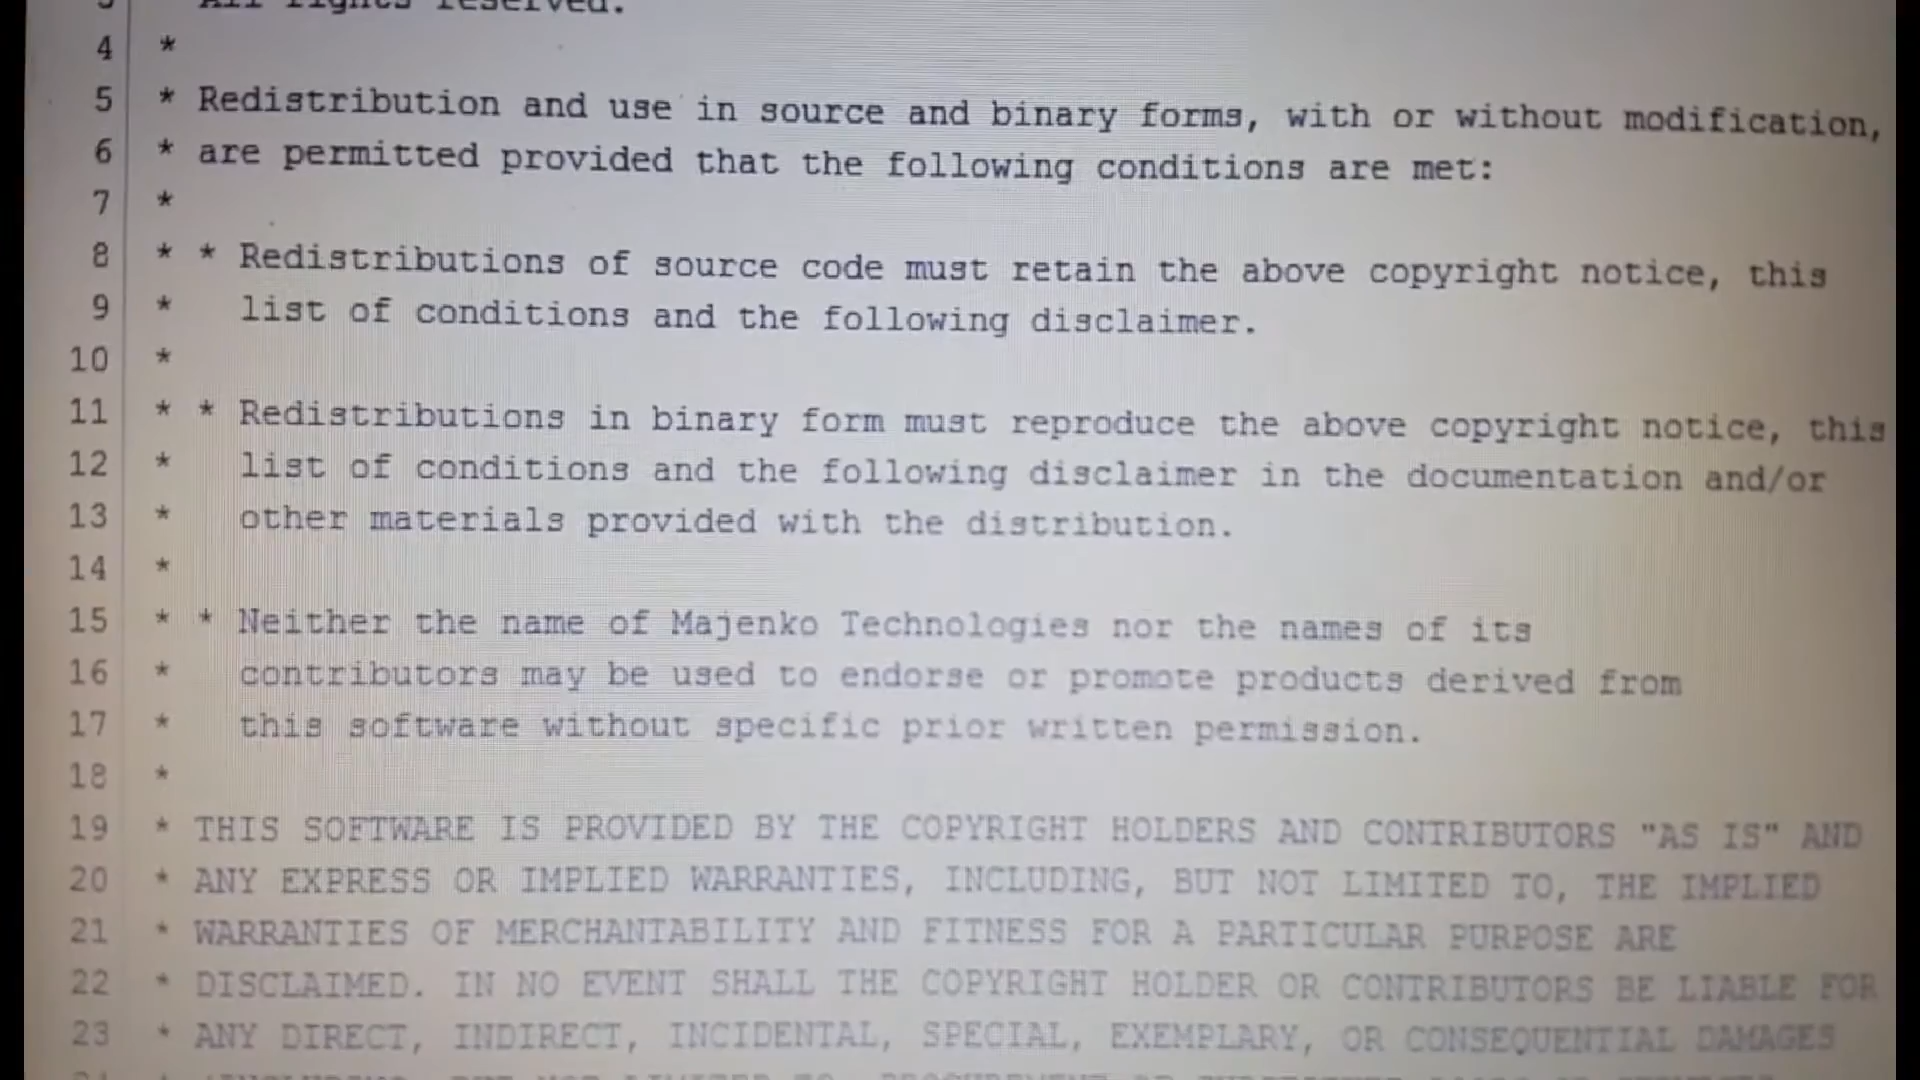 3 All rights reserved.
4 *
5 * Redistribution and use in source and binary forms, with or without modification,
6 * are permitted provided that the following conditions are met:
7 *
8 * * Redistributions of source code must retain the above copyright notice, this
9 * list of conditions and the following disclaimer.
10 *
11 * * Redistributions in binary form must reproduce the above copyright notice, this
12 * list of conditions and the following disclaimer in the documentation and/or
13 * other materials provided with the distribution.
14 *
15 * * Neither the name of Majenko Technologies nor the names of its
16 * contributors may be used to endorse or promote products derived from
17 * this software without specific prior written permission.
18 *
19 * THIS SOFTWARE IS PROVIDED BY THE COPYRIGHT HOLDERS AND CONTRIBUTORS "AS IS" AND
20 * ANY EXPRESS OR IMPLIED WARRANTIES, INCLUDING, BUT NOT LIMITED TO, THE IMPLIED
21 * WARRANTIES OF MERCHANTABILITY AND FITNESS FOR A PARTICULAR PURPOSE ARE
22 * DISCLAIMED. IN NO EVENT SHALL THE COPYRIGHT HOLDER OR CONTRIBUTORS BE LIABLE FOR
23 * ANY DIRECT, INDIRECT, INCIDENTAL, SPECIAL, EXEMPLARY, OR CONSEQUENTIAL DAMAGES